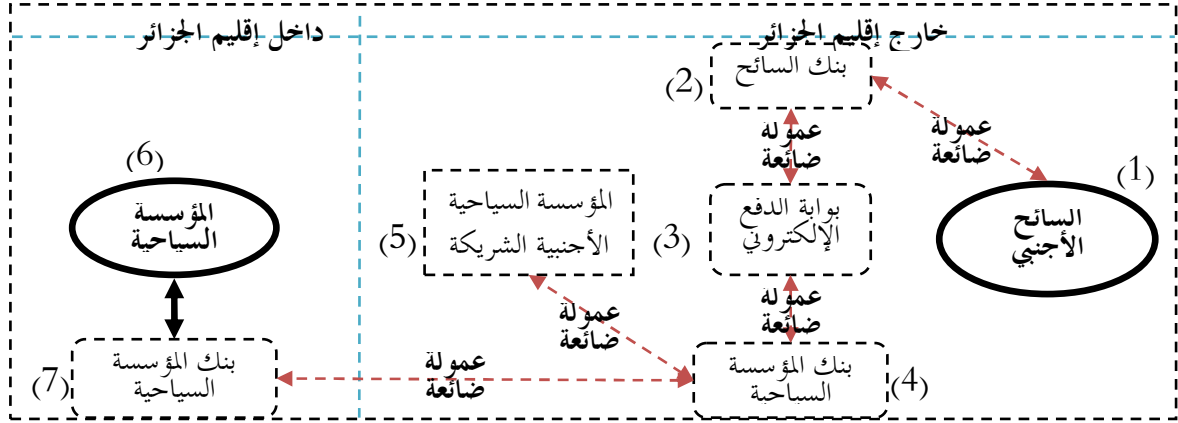 خارج إقليم الجزائر
داخل إقليم الجزائر
(1)
السائح
الأجنبي
عمولة
ضائعة
(2)
بنك السائح
عمولة
ضائعة
(3)
بوابة الدفع
الإلكتروني
عمولة
ضائعة
(4)
بنك المؤسسة
السياحية
عمولة
ضائعة
(5)
المؤسسة السياحية
الأجنبية الشريكة
عمولة
ضائعة
(6)
المؤسسة
السياحية
(7)
بنك المؤسسة
السياحية